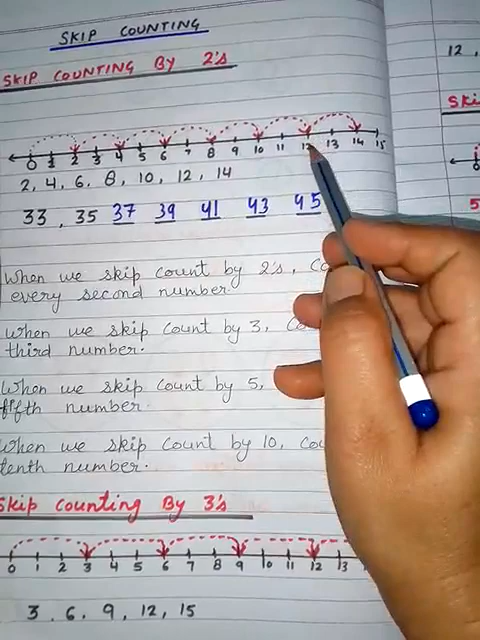 SKIP COUNTING
SKIP COUNTING By 2's
0 1 2 3 4 5 6 7 8 9 10 11 12 13 14 15
2, 4, 6. 8, 10, 12, 14
33, 35 37 39 41 43 45
When we skip count by 2's,
every second number.
When we skip count by 3,
third number.
When we skip count by 5,
fifth number.
When we skip count by 10,
tenth number.
Skip Counting By 3's
0 1 2 3 4 5 6 7 8 9 10 11 12 13
3. 6. 9, 12, 15
12,
Ski
0
5